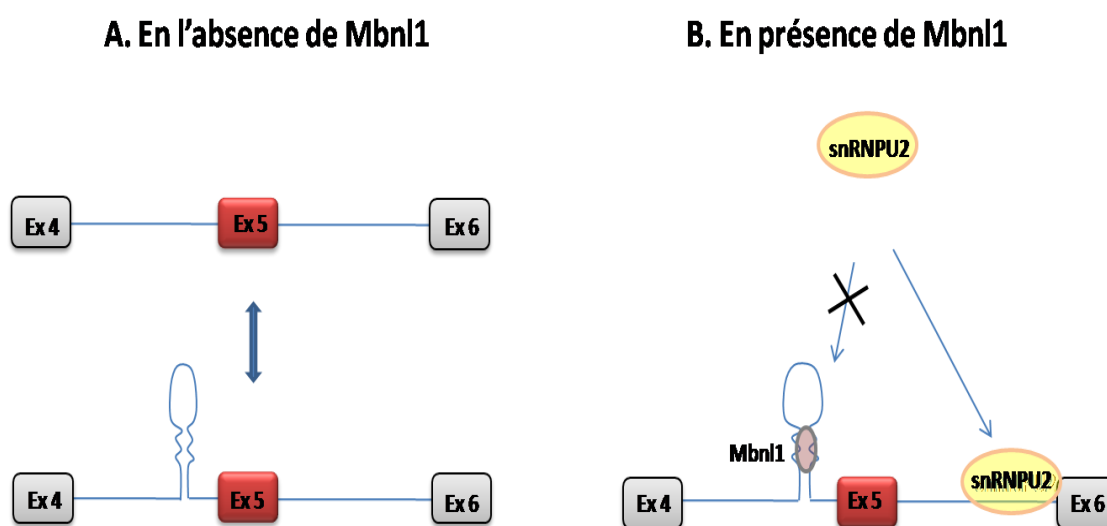 A. En l'absence de Mbnl1
B. En présence de Mbnl1
snRNPU2
Ex 4
Ex 5
Ex 6
Mbnl1
Ex 4
Ex 5
Ex 6
Ex 4
Ex 5
snRNPU2
Ex 6